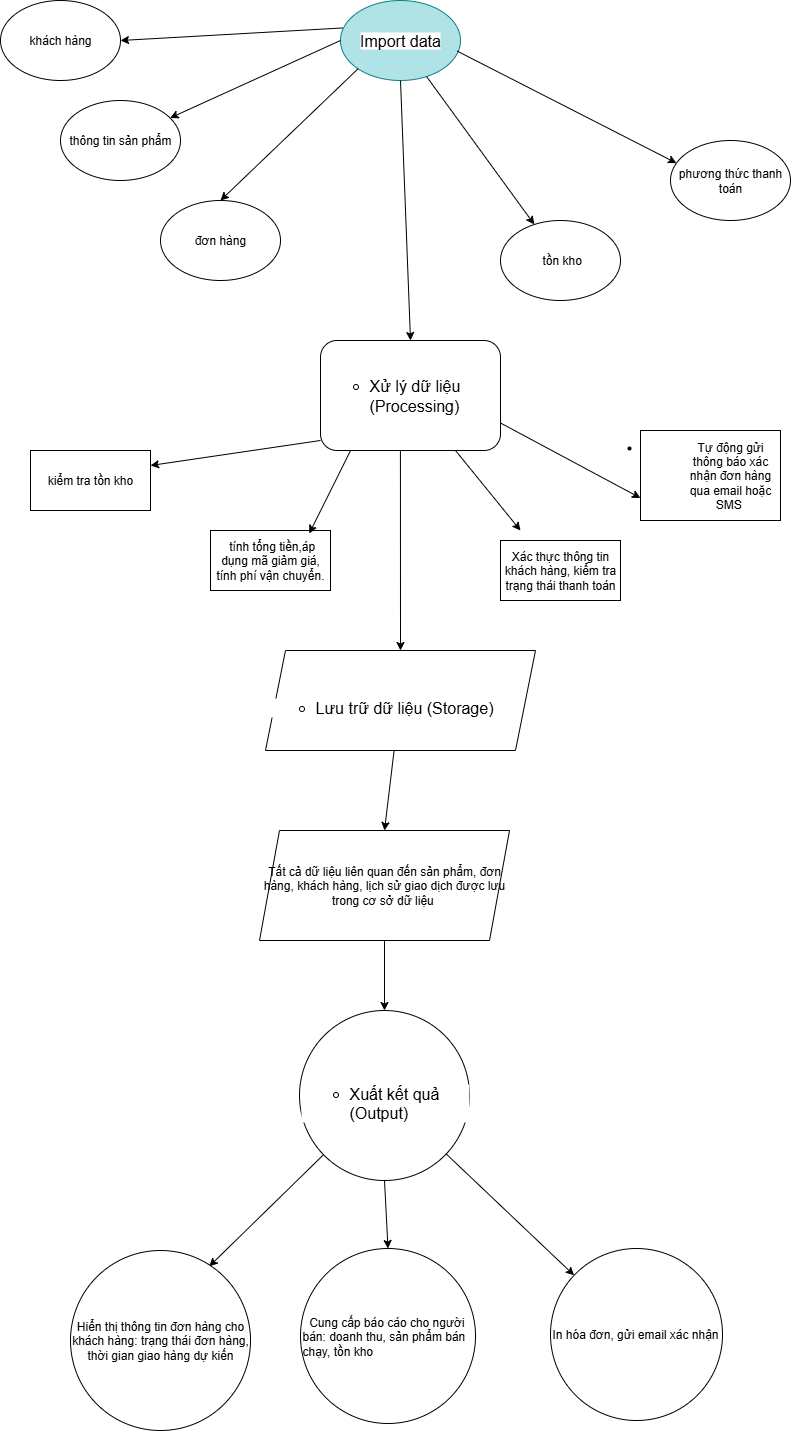 Import data
khách hàng
thông tin sản phẩm
đơn hàng
tồn kho
phương thức thanh
toán
Xử lý dữ liệu
(Processing)
kiểm tra tồn kho
tính tổng tiền,áp
dụng mã giảm giá,
tính phí vận chuyển.
Xác thực thông tin
khách hàng, kiểm tra
trạng thái thanh toán
Tự động gửi
thông báo xác
nhận đơn hàng
qua email hoặc
SMS
Lưu trữ dữ liệu (Storage)
Tất cả dữ liệu liên quan đến sản phẩm, đơn
hàng, khách hàng, lịch sử giao dịch được lưu
trong cơ sở dữ liệu
Xuất kết quả
(Output)
Hiển thị thông tin đơn hàng cho
khách hàng: trạng thái đơn hàng,
thời gian giao hàng dự kiến
Cung cấp báo cáo cho người
bán: doanh thu, sản phẩm bán
chạy, tồn kho
In hóa đơn, gửi email xác nhận